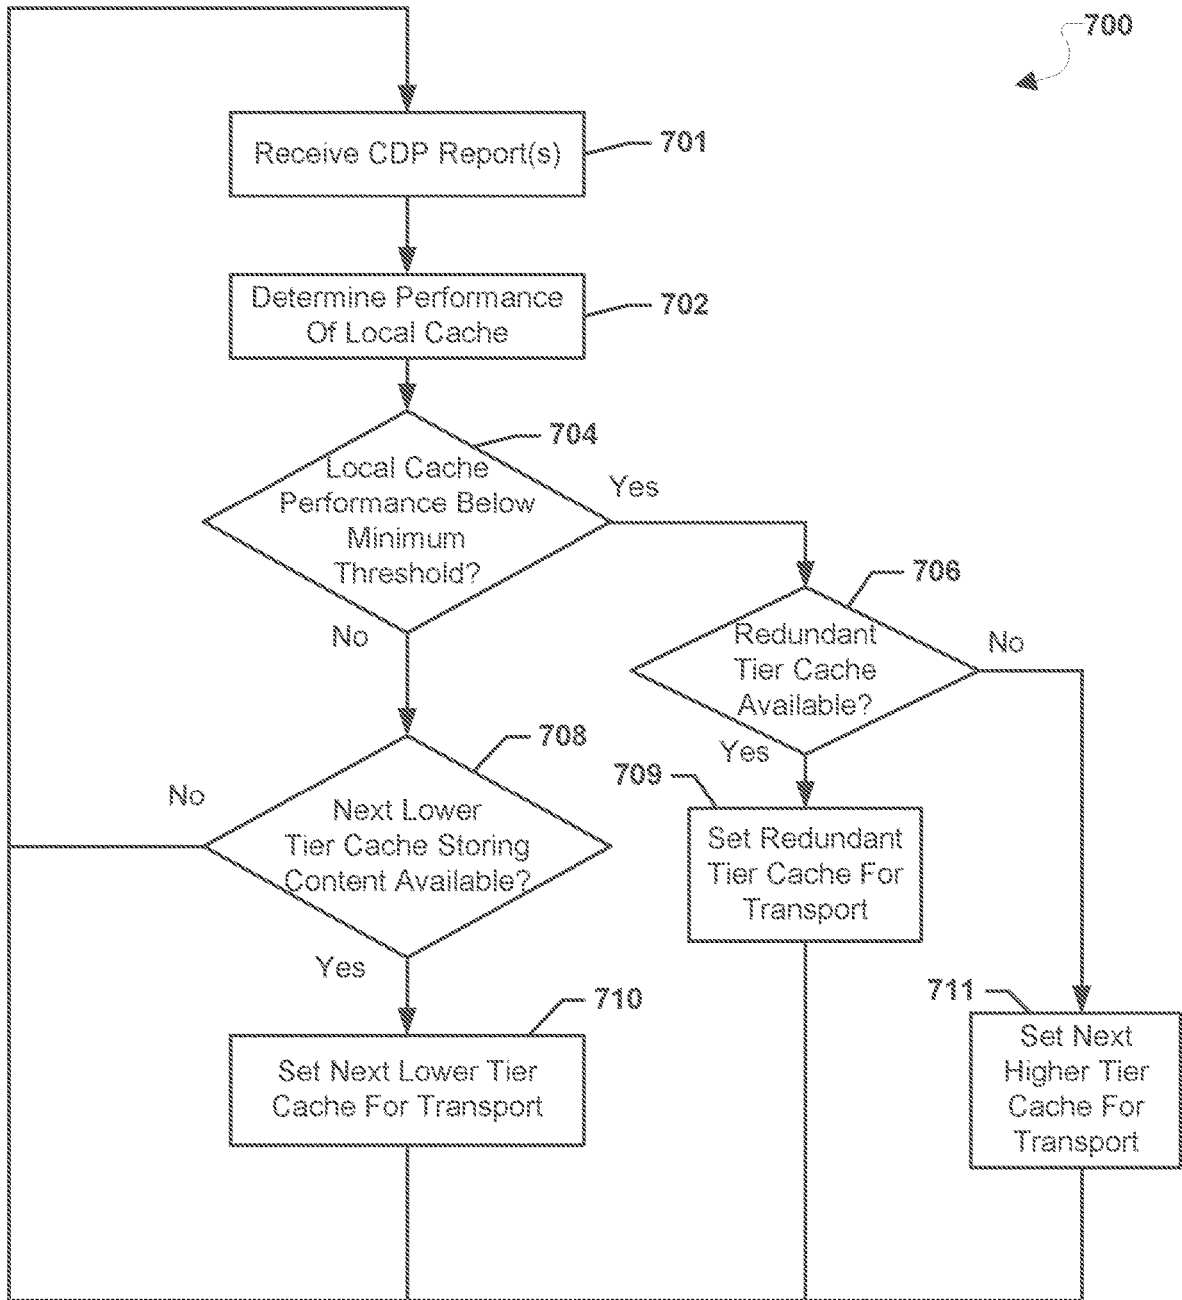 700
Receive CDP Report(s)
701
Determine Performance
Of Local Cache
702
704
Local Cache
Performance Below
Minimum
Threshold?
Yes
No
706
Redundant
Tier Cache
Available?
No
Yes
708
No
Next Lower
Tier Cache Storing
Content Available?
Yes
709
Set Redundant
Tier Cache For
Transport
710
Set Next Lower Tier
Cache For Transport
711
Set Next
Higher Tier
Cache For
Transport